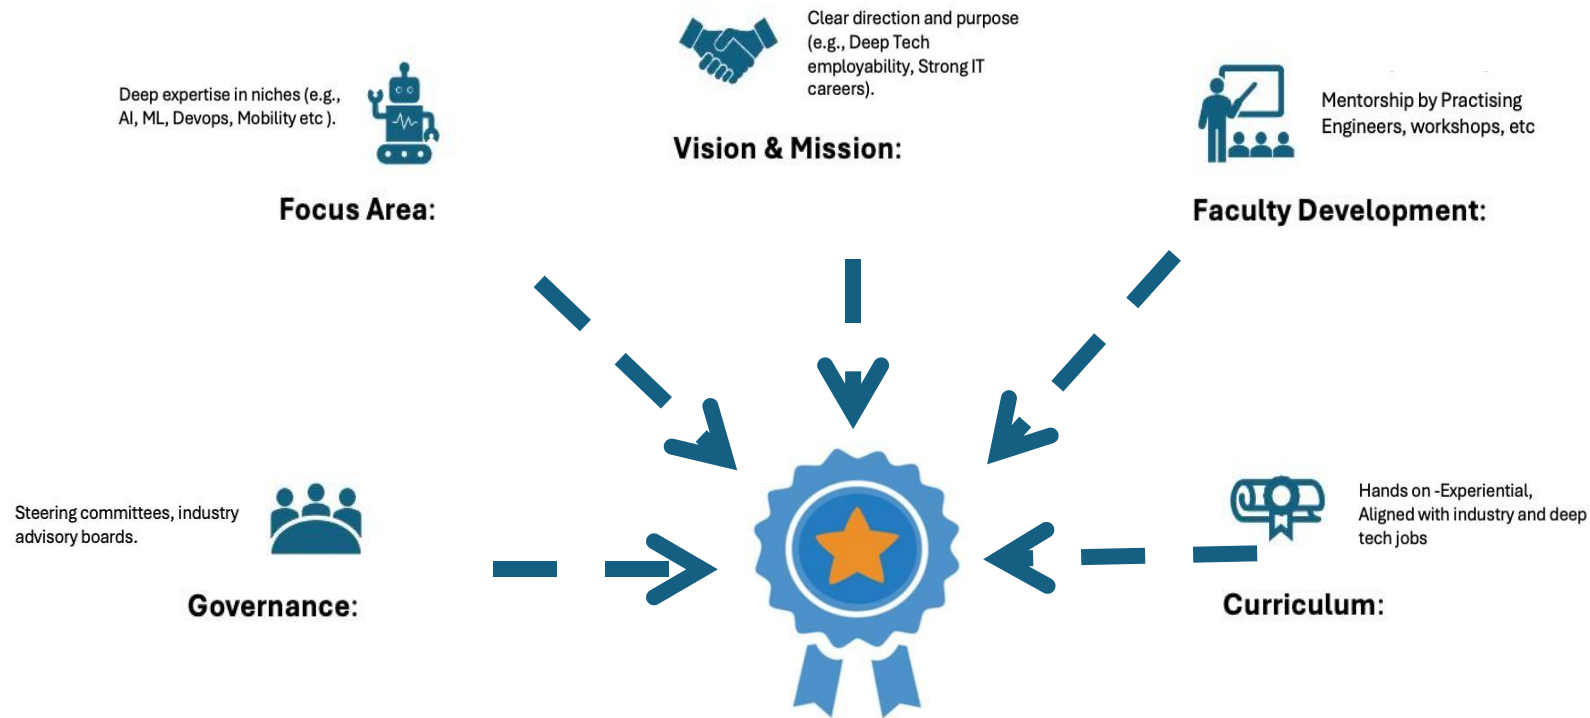 Clear direction and purpose
(e.g., Deep Tech
employability, Strong IT
careers).
Vision & Mission:
Deep expertise in niches (e.g.,
AI, ML, Devops, Mobility etc ).
Focus Area:
Mentorship by Practising
Engineers, workshops, etc
Faculty Development:
Steering committees, industry
advisory boards.
Governance:
Hands on -Experiential,
Aligned with industry and deep
tech jobs
Curriculum: